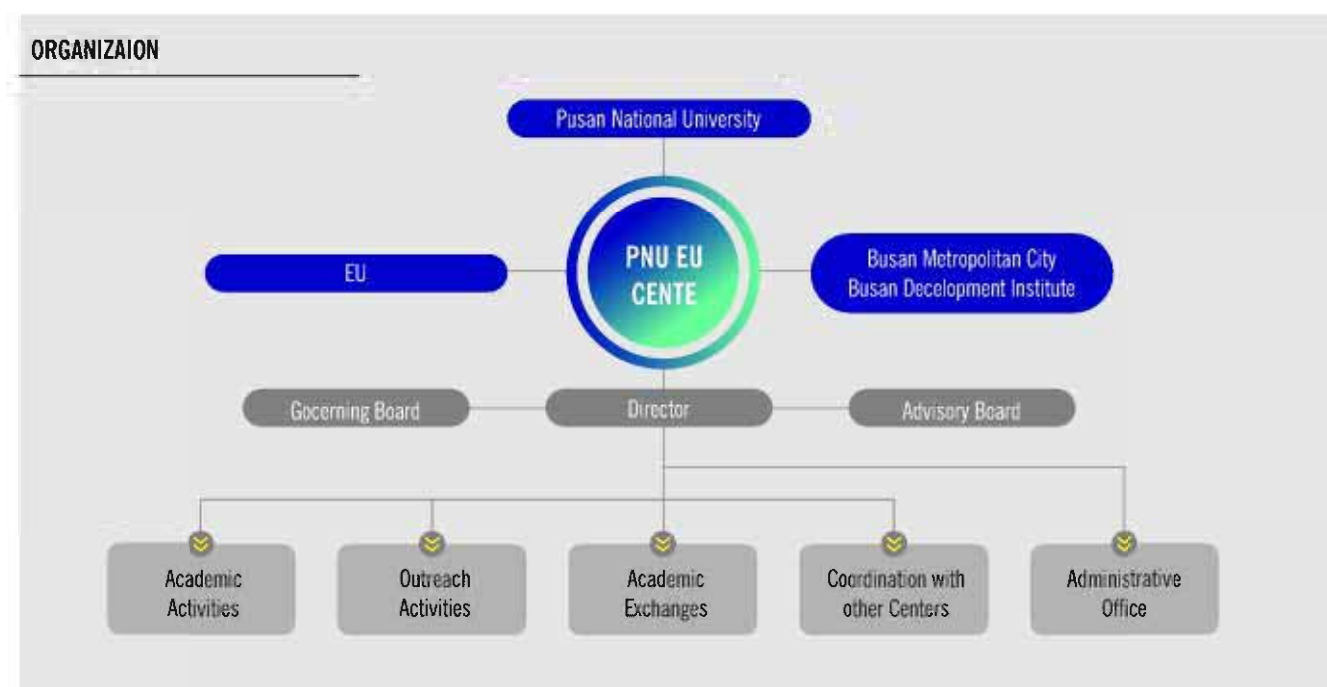 ORGANIZAION
Pusan National University
PNU EU
CENTE
EU
Busan Metropolitan City
Busan Decelopment Institute
Gocerning Board
Director
Advisory Board
Academic
Activities
Outreach
Activities
Academic
Exchanges
Coordination with
other Centers
Administrative
Office